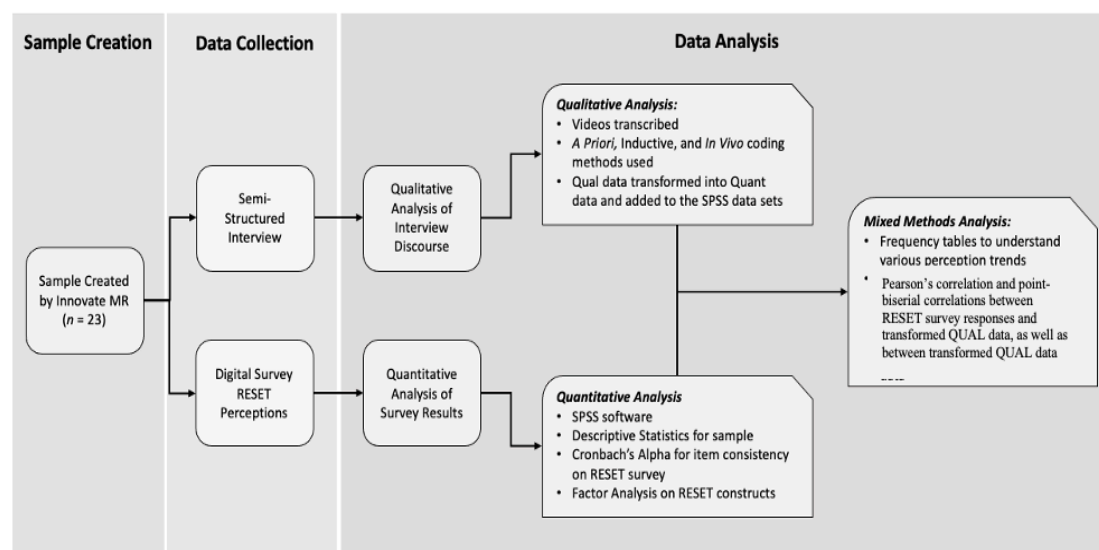 Sample Creation
Data Collection
Data Analysis
Sample Created
by Innovate MR
(n = 23)
Semi-
Structured
Interview
Digital Survey
RESET
Perceptions
Qualitative
Analysis of
Interview
Discourse
Quantitative
Analysis of
Survey Results
Qualitative Analysis:
• Videos transcribed
• A Priori, Inductive, and In Vivo coding
methods used
• Qual data transformed into Quant
data and added to the SPSS data sets
Quantitative Analysis
• SPSS software
• Descriptive Statistics for sample
• Cronbach's Alpha for item consistency
on RESET survey
• Factor Analysis on RESET constructs
Mixed Methods Analysis:
• Frequency tables to understand
various perception trends
• Pearson's correlation and point-
biserial correlations between
RESET survey responses and
transformed QUAL data, as well as
between transformed QUAL data